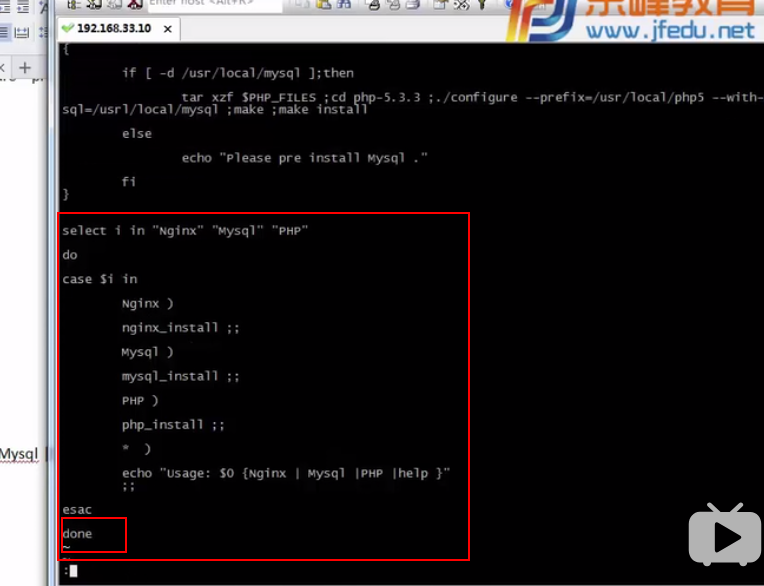 Enter host <Alt+R>
东峰教育
www.jfedu.net
192.168.33.10 ×
{
if [ -d /usr/local/mysql ];then
tar xzf $PHP_FILES ;cd php-5.3.3 ;./configure --prefix=/usr/local/php5 --with-
sql=/usrl/local/mysql ;make ;make install
else
echo "Please pre install Mysql ."
fi
}
select i in "Nginx" "Mysql" "PHP"
do
case $i in
Nginx )
nginx_install ;;
Mysql )
mysql_install ;;
PHP )
php_install ;;
* )
echo "Usage: $0 {Nginx | Mysql |PHP |help }"
;;
esac
done
~
~
:
Mysql